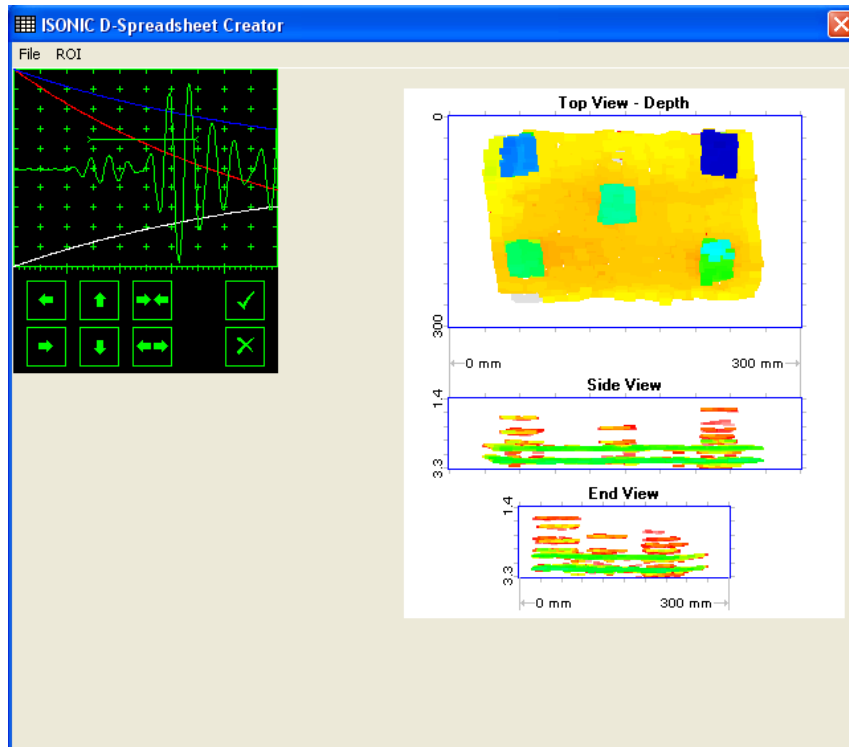 ISONIC D-Spreadsheet Creator
File ROI
Top View - Depth
0
300
0 mm 300 mm
Side View
1.4
3.3
End View
1.4
3.3
0 mm 300 mm